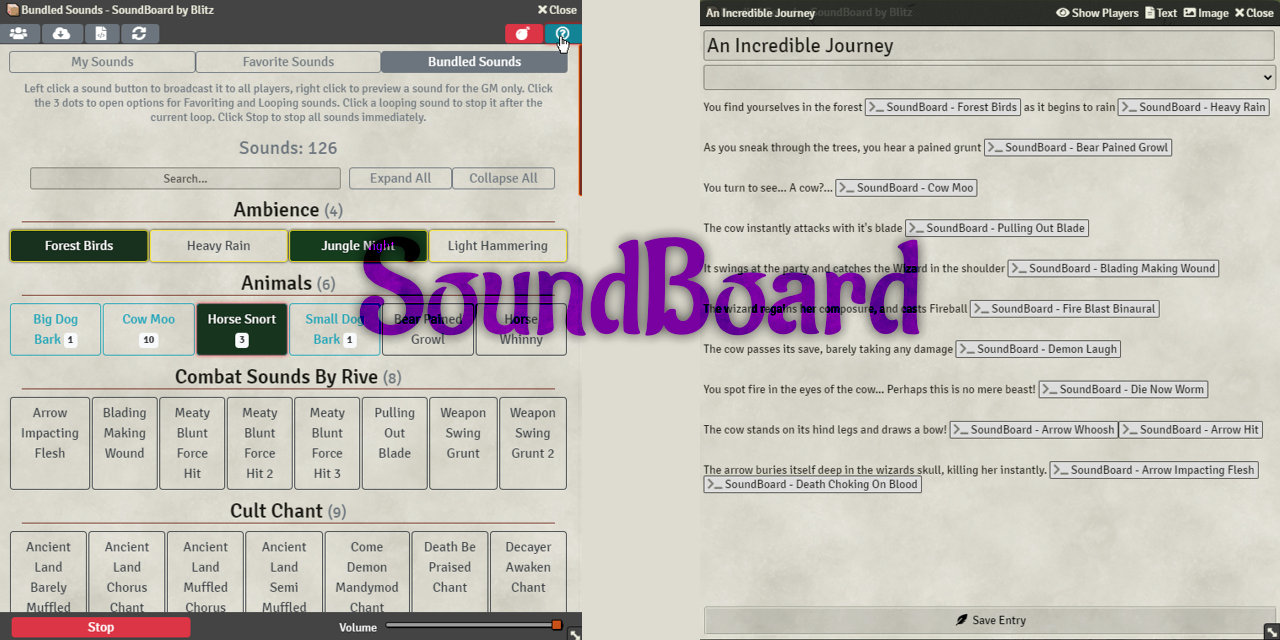 Bundled Sounds - SoundBoard by Blitz
Close
My Sounds
Favorite Sounds
Bundled Sounds
Left click a sound button to broadcast it to all players, right click to preview a sound for the GM only. Click
the 3 dots to open options for Favoriting and Looping sounds. Click a looping sound to stop it after the
current loop. Click Stop to stop all sounds immediately.
Sounds: 126
Search...
Expand All
Collapse All
Ambience (4)
Forest Birds
Heavy Rain
Jungle Night
Light Hammering
Animals (6)
Big Dog
Bark 1
Cow Moo
10
Horse Snort
3
Small Dog
Bark 1
Bear Pained
Growl
Horse
Whinny
Combat Sounds By Rive (8)
Arrow
Impacting
Flesh
Blading
Making
Wound
Meaty
Blunt
Force
Hit
Meaty
Blunt
Force
Hit 2
Meaty
Blunt
Force
Hit 3
Pulling
Out
Blade
Weapon
Swing
Grunt
Weapon
Swing
Grunt 2
Cult Chant (9)
Ancient
Land
Barely
Muffled
Ancient
Land
Chorus
Chant
Ancient
Land
Muffled
Chorus
Ancient
Land
Semi
Muffled
Come
Demon
Mandymod
Chant
Death Be
Praised
Chant
Decayer
Awaken
Chant
Stop
Volume
SoundBoard
An Incredible Journey
SoundBoard by Blitz
Show Players
Text
Image
Close
An Incredible Journey
You find yourselves in the forest >_ SoundBoard - Forest Birds as it begins to rain >_ SoundBoard - Heavy Rain
As you sneak through the trees, you hear a pained grunt >_ SoundBoard - Bear Pained Growl
You turn to see... A cow?... >_ SoundBoard - Cow Moo
The cow instantly attacks with it's blade >_ SoundBoard - Pulling Out Blade
It swings at the party and catches the Wizard in the shoulder >_ SoundBoard - Blading Making Wound
The wizard regains her composure, and casts Fireball >_ SoundBoard - Fire Blast Binaural
The cow passes its save, barely taking any damage >_ SoundBoard - Demon Laugh
You spot fire in the eyes of the cow... Perhaps this is no mere beast! >_ SoundBoard - Die Now Worm
The cow stands on its hind legs and draws a bow! >_ SoundBoard - Arrow Whoosh >_ SoundBoard - Arrow Hit
The arrow buries itself deep in the wizards skull, killing her instantly. >_ SoundBoard - Arrow Impacting Flesh
>_ SoundBoard - Death Choking On Blood
Save Entry